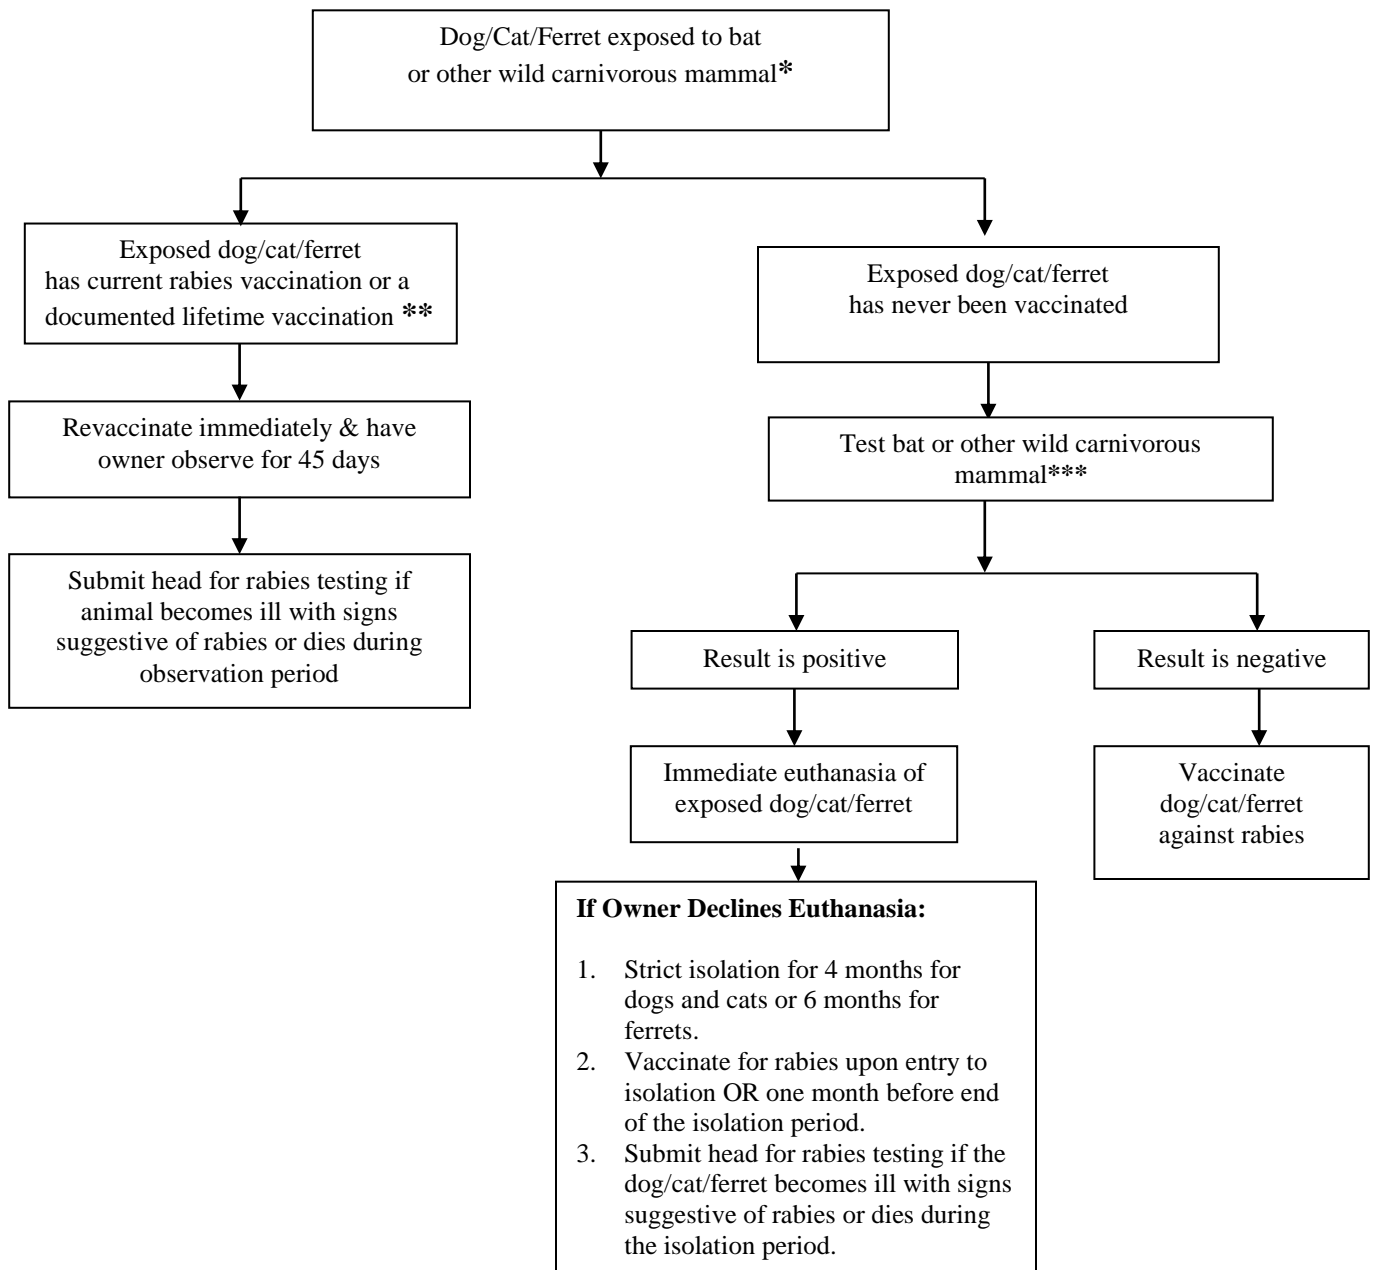 Dog/Cat/Ferret exposed to bat
or other wild carnivorous mammal*
Exposed dog/cat/ferret
has current rabies vaccination or a
documented lifetime vaccination **
Revaccinate immediately & have
owner observe for 45 days
Submit head for rabies testing if
animal becomes ill with signs
suggestive of rabies or dies during
observation period
Exposed dog/cat/ferret
has never been vaccinated
Test bat or other wild carnivorous
mammal***
Result is positive
Immediate euthanasia of
exposed dog/cat/ferret
If Owner Declines Euthanasia:
1. Strict isolation for 4 months for
dogs and cats or 6 months for
ferrets.
2. Vaccinate for rabies upon entry to
isolation OR one month before end
of the isolation period.
3. Submit head for rabies testing if the
dog/cat/ferret becomes ill with signs
suggestive of rabies or dies during
the isolation period.
Result is negative
Vaccinate
dog/cat/ferret
against rabies